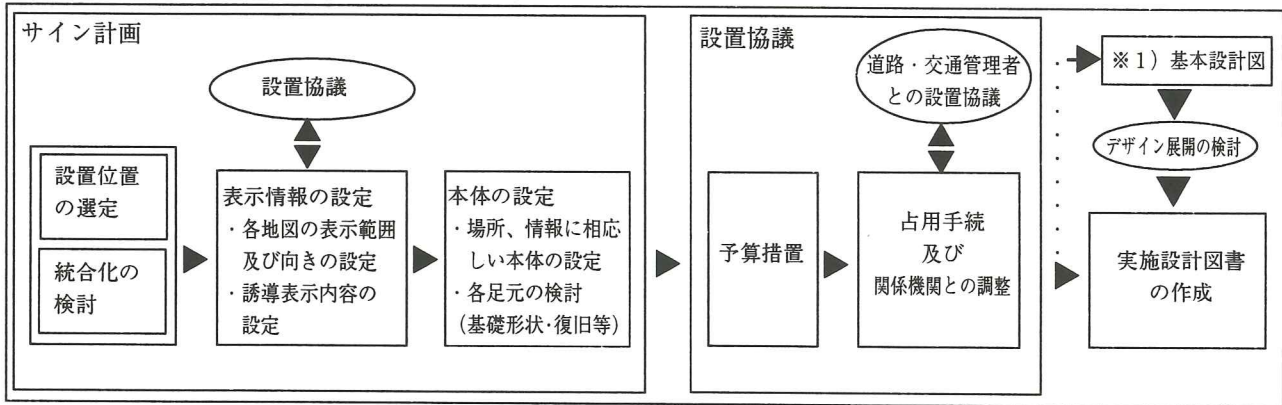 サイン計画
設置協議
設置位置
の選定
統合化の
検討
表示情報の設定
・各地図の表示範囲
及び向きの設定
・誘導表示内容の
設定
本体の設定
・場所、情報に相応
しい本体の設定
・各足元の検討
（基礎形状・復旧等）
設置協議
道路・交通管理者
との設置協議
予算措置
占用手続
及び
関係機関との調整
※1）基本設計図
デザイン展開の検討
実施設計図書
の作成